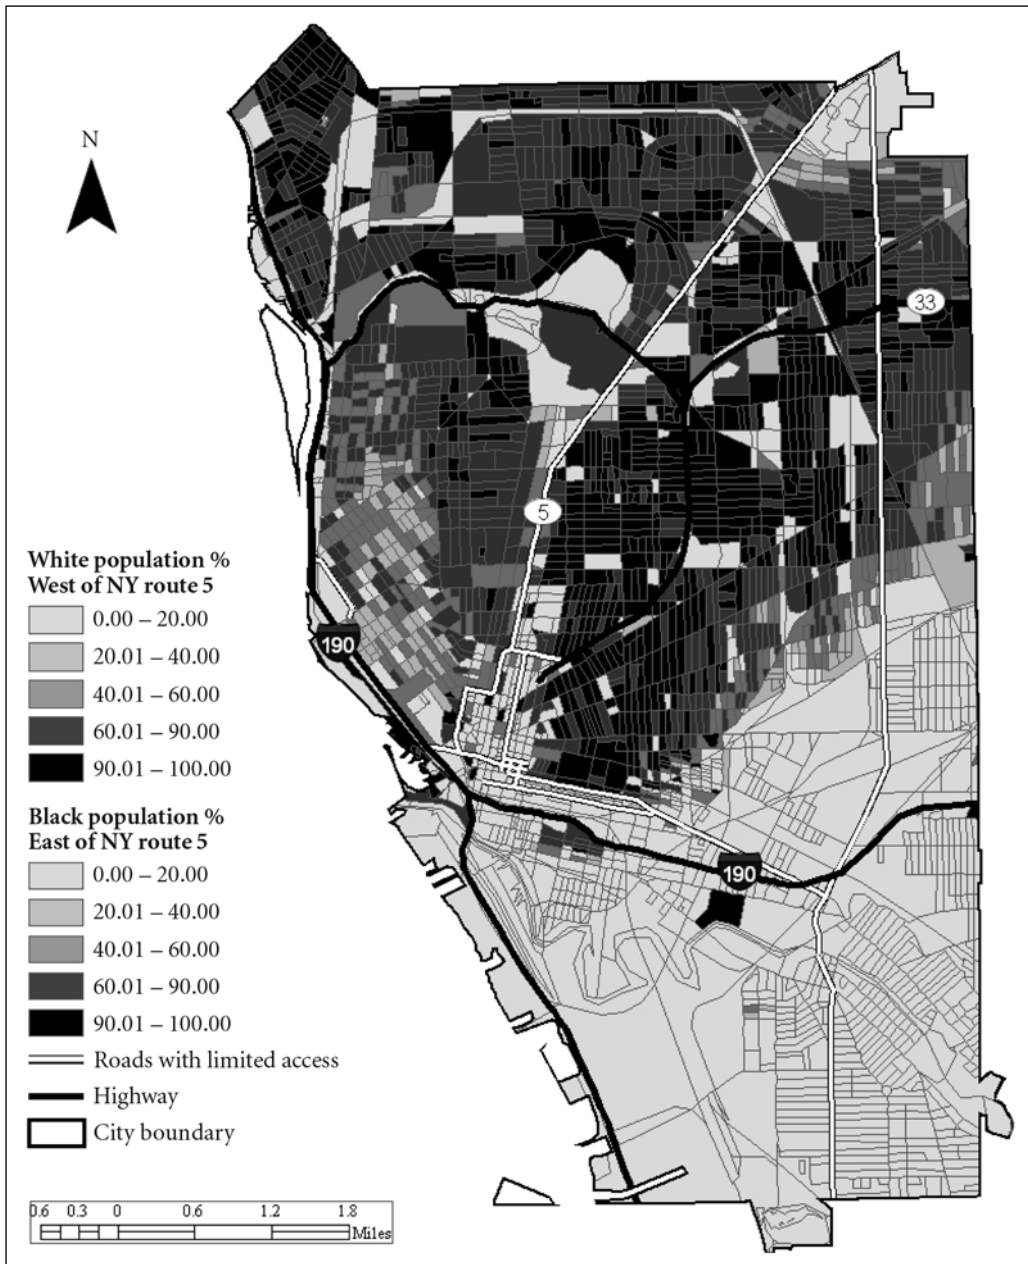 N
33
5
White population %
West of NY route 5
0.00 – 20.00
20.01 – 40.00
40.01 – 60.00
60.01 – 90.00
90.01 – 100.00
190
Black population %
East of NY route 5
0.00 – 20.00
20.01 – 40.00
40.01 – 60.00
60.01 – 90.00
90.01 – 100.00
190
Roads with limited access
Highway
City boundary
0.6 0.3 0 0.6 1.2 1.8
Miles